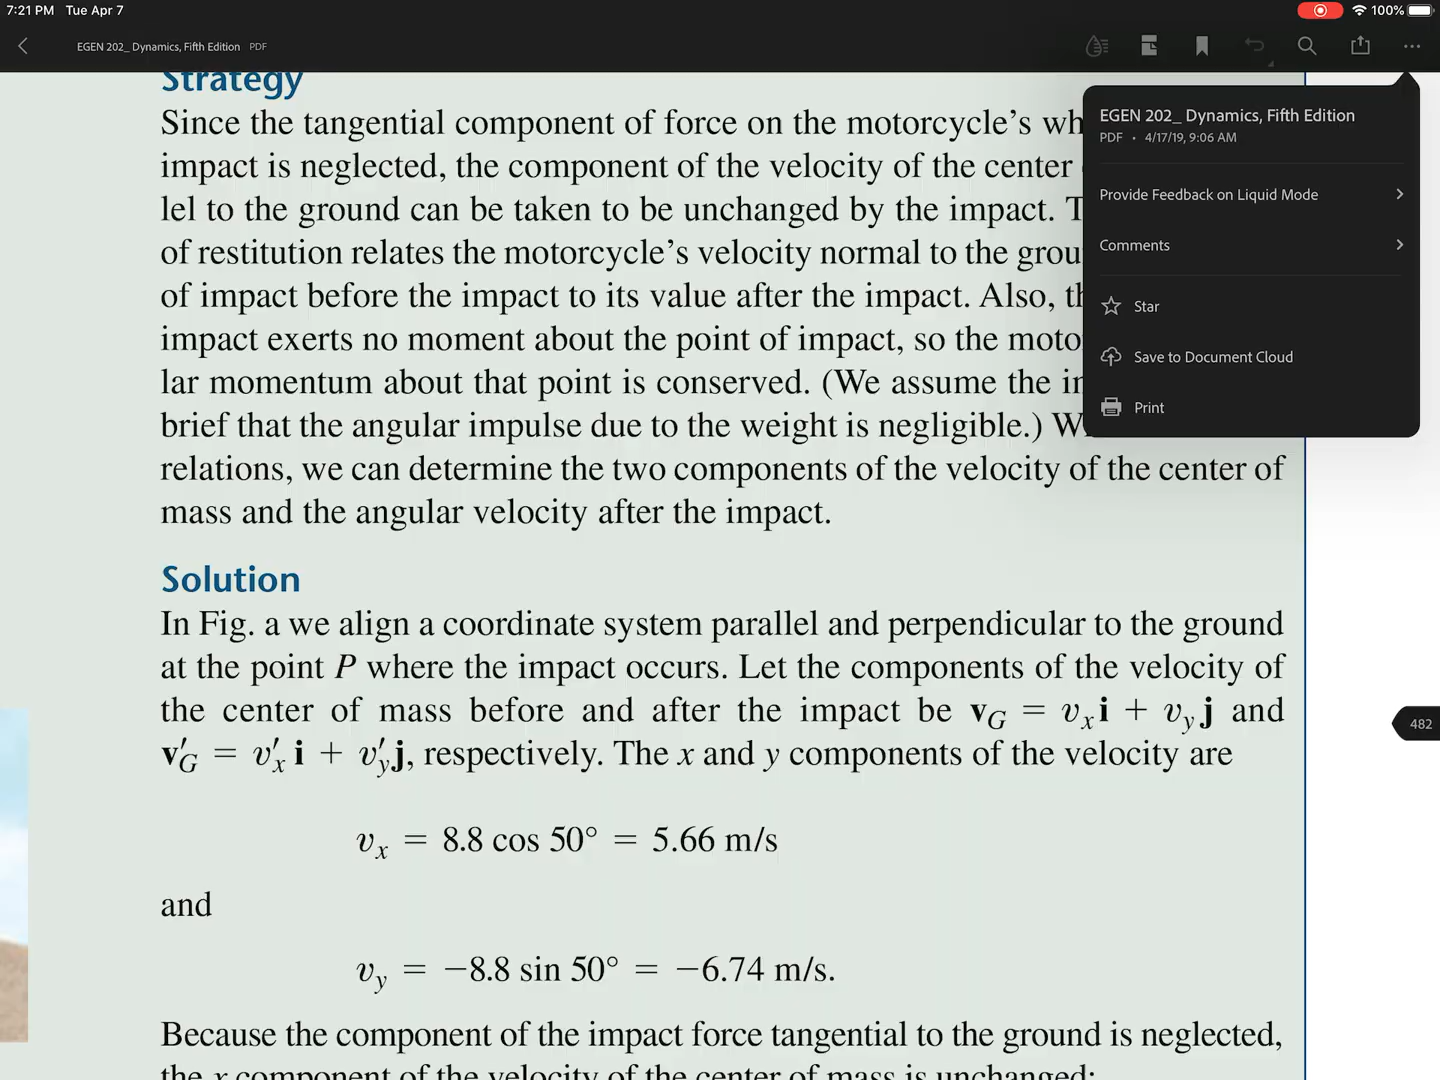 7:21 PM Tue Apr 7
100%
EGEN 202_ Dynamics, Fifth Edition PDF
EGEN 202_ Dynamics, Fifth Edition
PDF • 4/17/19, 9:06 AM
Provide Feedback on Liquid Mode
Comments
Star
Save to Document Cloud
Print
Strategy
Since the tangential component of force on the motorcycle's wh
impact is neglected, the component of the velocity of the center
lel to the ground can be taken to be unchanged by the impact. T
of restitution relates the motorcycle's velocity normal to the grou
of impact before the impact to its value after the impact. Also, th
impact exerts no moment about the point of impact, so the moto
lar momentum about that point is conserved. (We assume the in
brief that the angular impulse due to the weight is negligible.) W
relations, we can determine the two components of the velocity of the center of
mass and the angular velocity after the impact.
Solution
In Fig. a we align a coordinate system parallel and perpendicular to the ground
at the point P where the impact occurs. Let the components of the velocity of
the center of mass before and after the impact be v_G = v_x i + v_y j and
v′_G = v′_x i + v′_y j, respectively. The x and y components of the velocity are
482
v_x = 8.8 cos 50° = 5.66 m/s
and
v_y = −8.8 sin 50° = −6.74 m/s.
Because the component of the impact force tangential to the ground is neglected,
the x component of the velocity of the center of mass is unchanged: